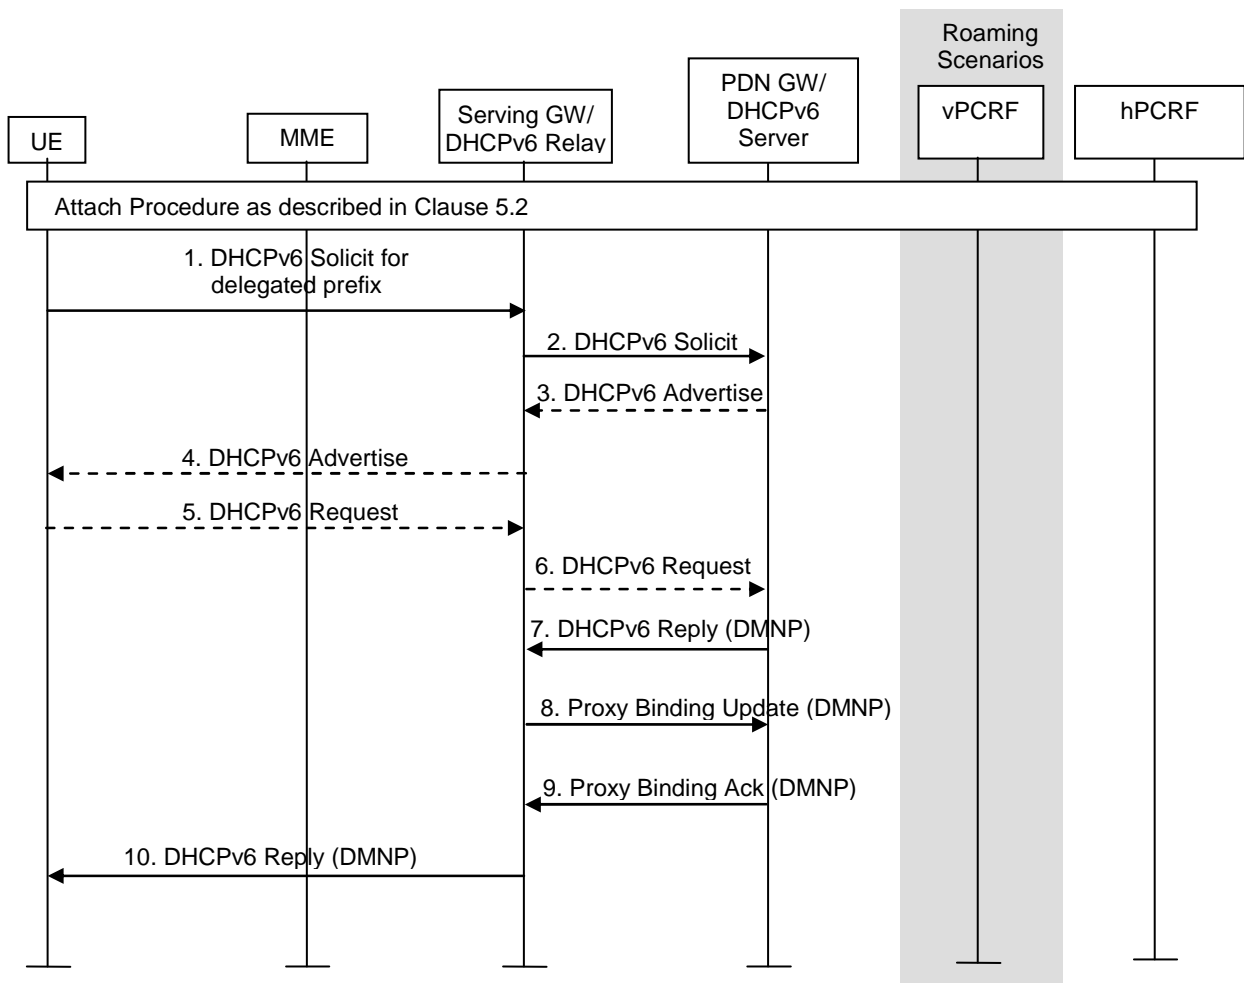 Roaming
Scenarios
UE
MME
Serving GW/
DHCPv6 Relay
PDN GW/
DHCPv6
Server
vPCRF
hPCRF
Attach Procedure as described in Clause 5.2
1. DHCPv6 Solicit for
delegated prefix
2. DHCPv6 Solicit
3. DHCPv6 Advertise
4. DHCPv6 Advertise
5. DHCPv6 Request
6. DHCPv6 Request
7. DHCPv6 Reply (DMNP)
8. Proxy Binding Update (DMNP)
9. Proxy Binding Ack (DMNP)
10. DHCPv6 Reply (DMNP)